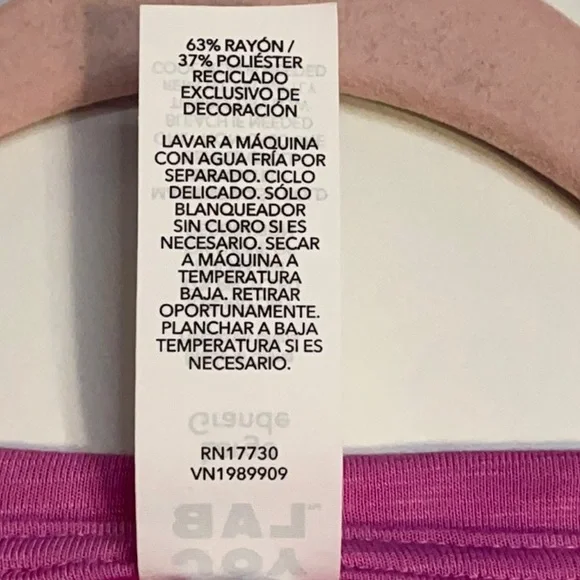 63% RAYÓN /
37% POLIÉSTER
RECICLADO
EXCLUSIVO DE
DECORACIÓN
LAVAR A MÁQUINA
CON AGUA FRÍA POR
SEPARADO. CICLO
DELICADO. SÓLO
BLANQUEADOR
SIN CLORO SI ES
NECESARIO. SECAR
A MÁQUINA A
TEMPERATURA
BAJA. RETIRAR
OPORTUNAMENTE.
PLANCHAR A BAJA
TEMPERATURA SI ES
NECESARIO.
Grande
RN17730
VN1989909
LAB